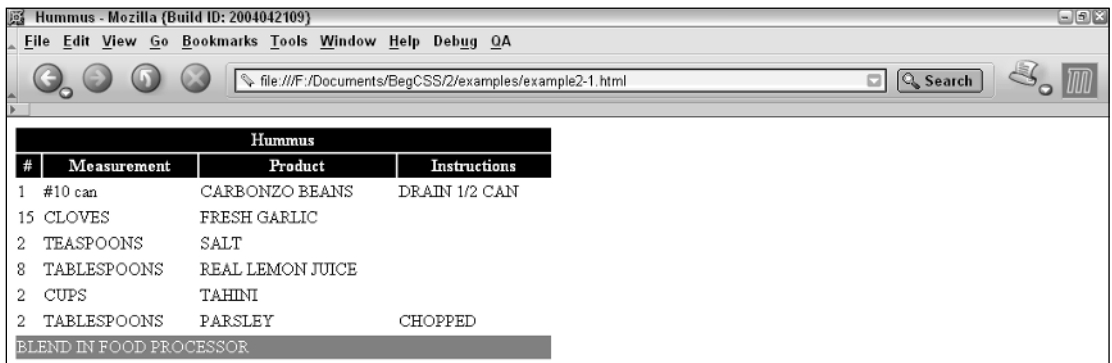 Hummus - Mozilla {Build ID: 2004042109}
File Edit View Go Bookmarks Tools Window Help Debug QA
file:///F:/Documents/BegCSS/2/examples/example2-1.html Search
Hummus
# Measurement Product Instructions
1 #10 can CARBONZO BEANS DRAIN 1/2 CAN
15 CLOVES FRESH GARLIC
2 TEASPOONS SALT
8 TABLESPOONS REAL LEMON JUICE
2 CUPS TAHINI
2 TABLESPOONS PARSLEY CHOPPED
BLEND IN FOOD PROCESSOR